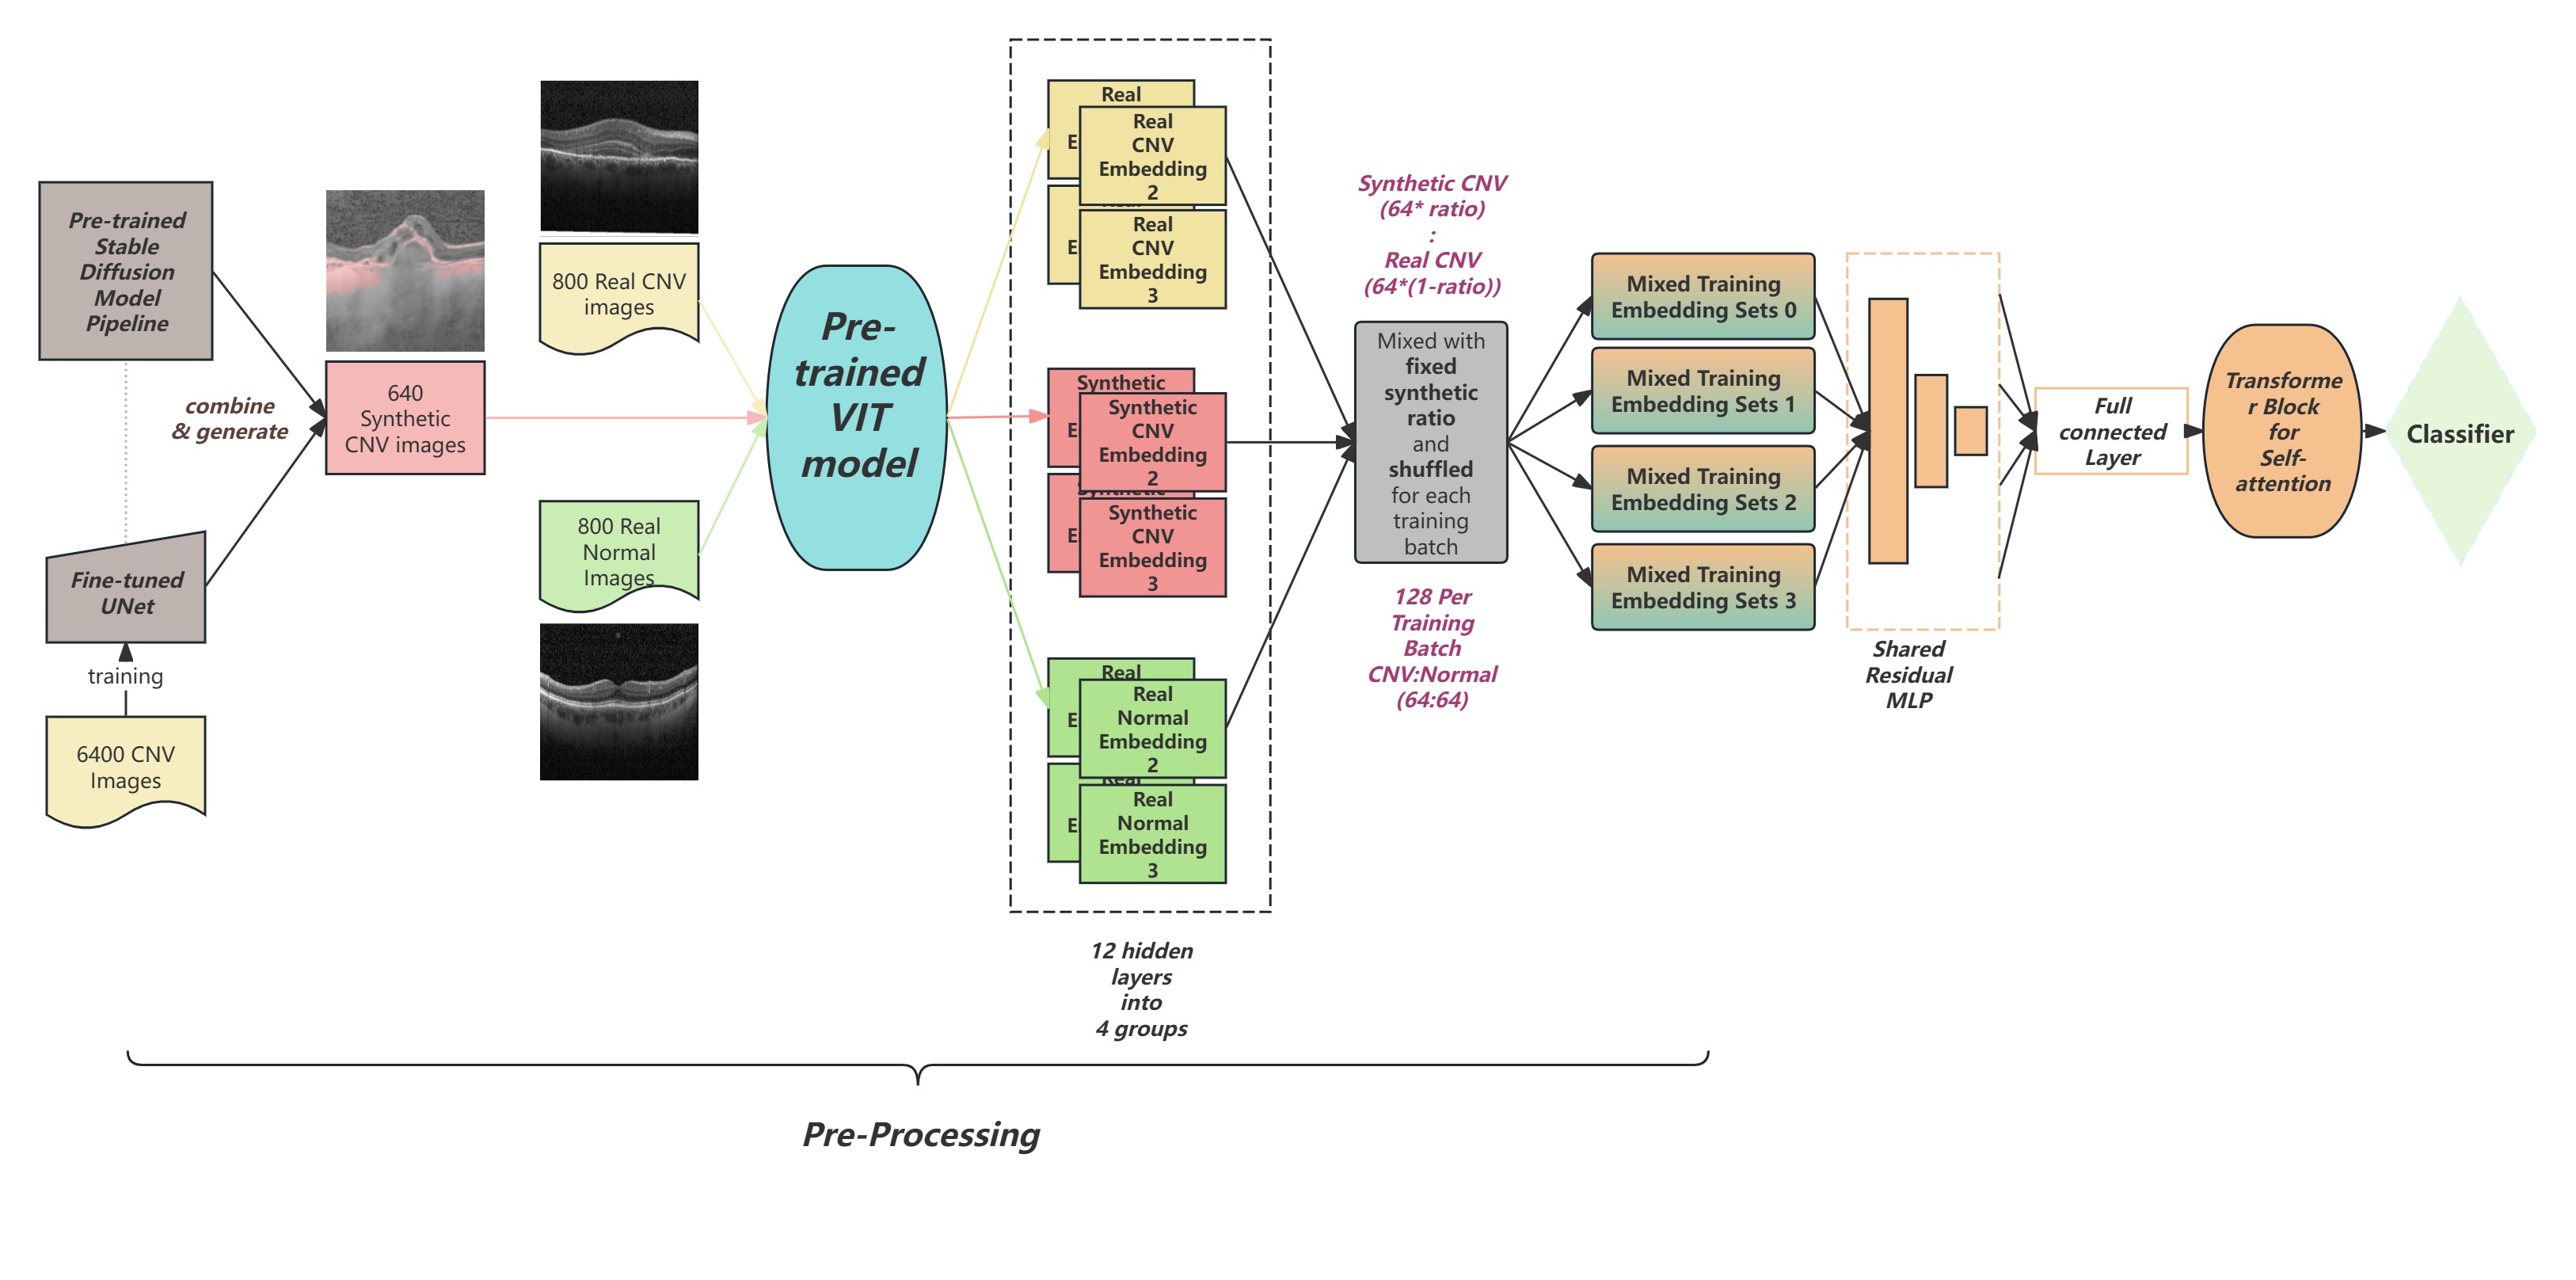 Pre-trained
Stable
Diffusion
Model
Pipeline
combine
& generate
Fine-tuned
UNet
training
6400 CNV
Images
640
Synthetic
CNV images
800 Real CNV
images
800 Real
Normal
Images
Pre-
trained
VIT
model
Real
E
Real
CNV
Embedding
2
E
Real
CNV
Embedding
3
Synthetic
E
Synthetic
CNV
Embedding
2
Synthetic
E
Synthetic
CNV
Embedding
3
Real
E
Real
Normal
Embedding
2
Real
E
Real
Normal
Embedding
3
12 hidden
layers
into
4 groups
Synthetic CNV
(64* ratio)
:
Real CNV
(64*(1-ratio))
Mixed with
fixed
synthetic
ratio
and
shuffled
for each
training
batch
128 Per
Training
Batch
CNV:Normal
(64:64)
Mixed Training
Embedding Sets 0
Mixed Training
Embedding Sets 1
Mixed Training
Embedding Sets 2
Mixed Training
Embedding Sets 3
Shared
Residual
MLP
Full
connected
Layer
Transforme
r Block
for
Self-
attention
Classifier
Pre-Processing